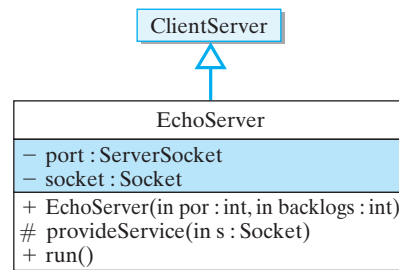 ClientServer
EchoServer
− port : ServerSocket
− socket : Socket
+ EchoServer(in por : int, in backlogs : int)
# provideService(in s : Socket)
+ run()